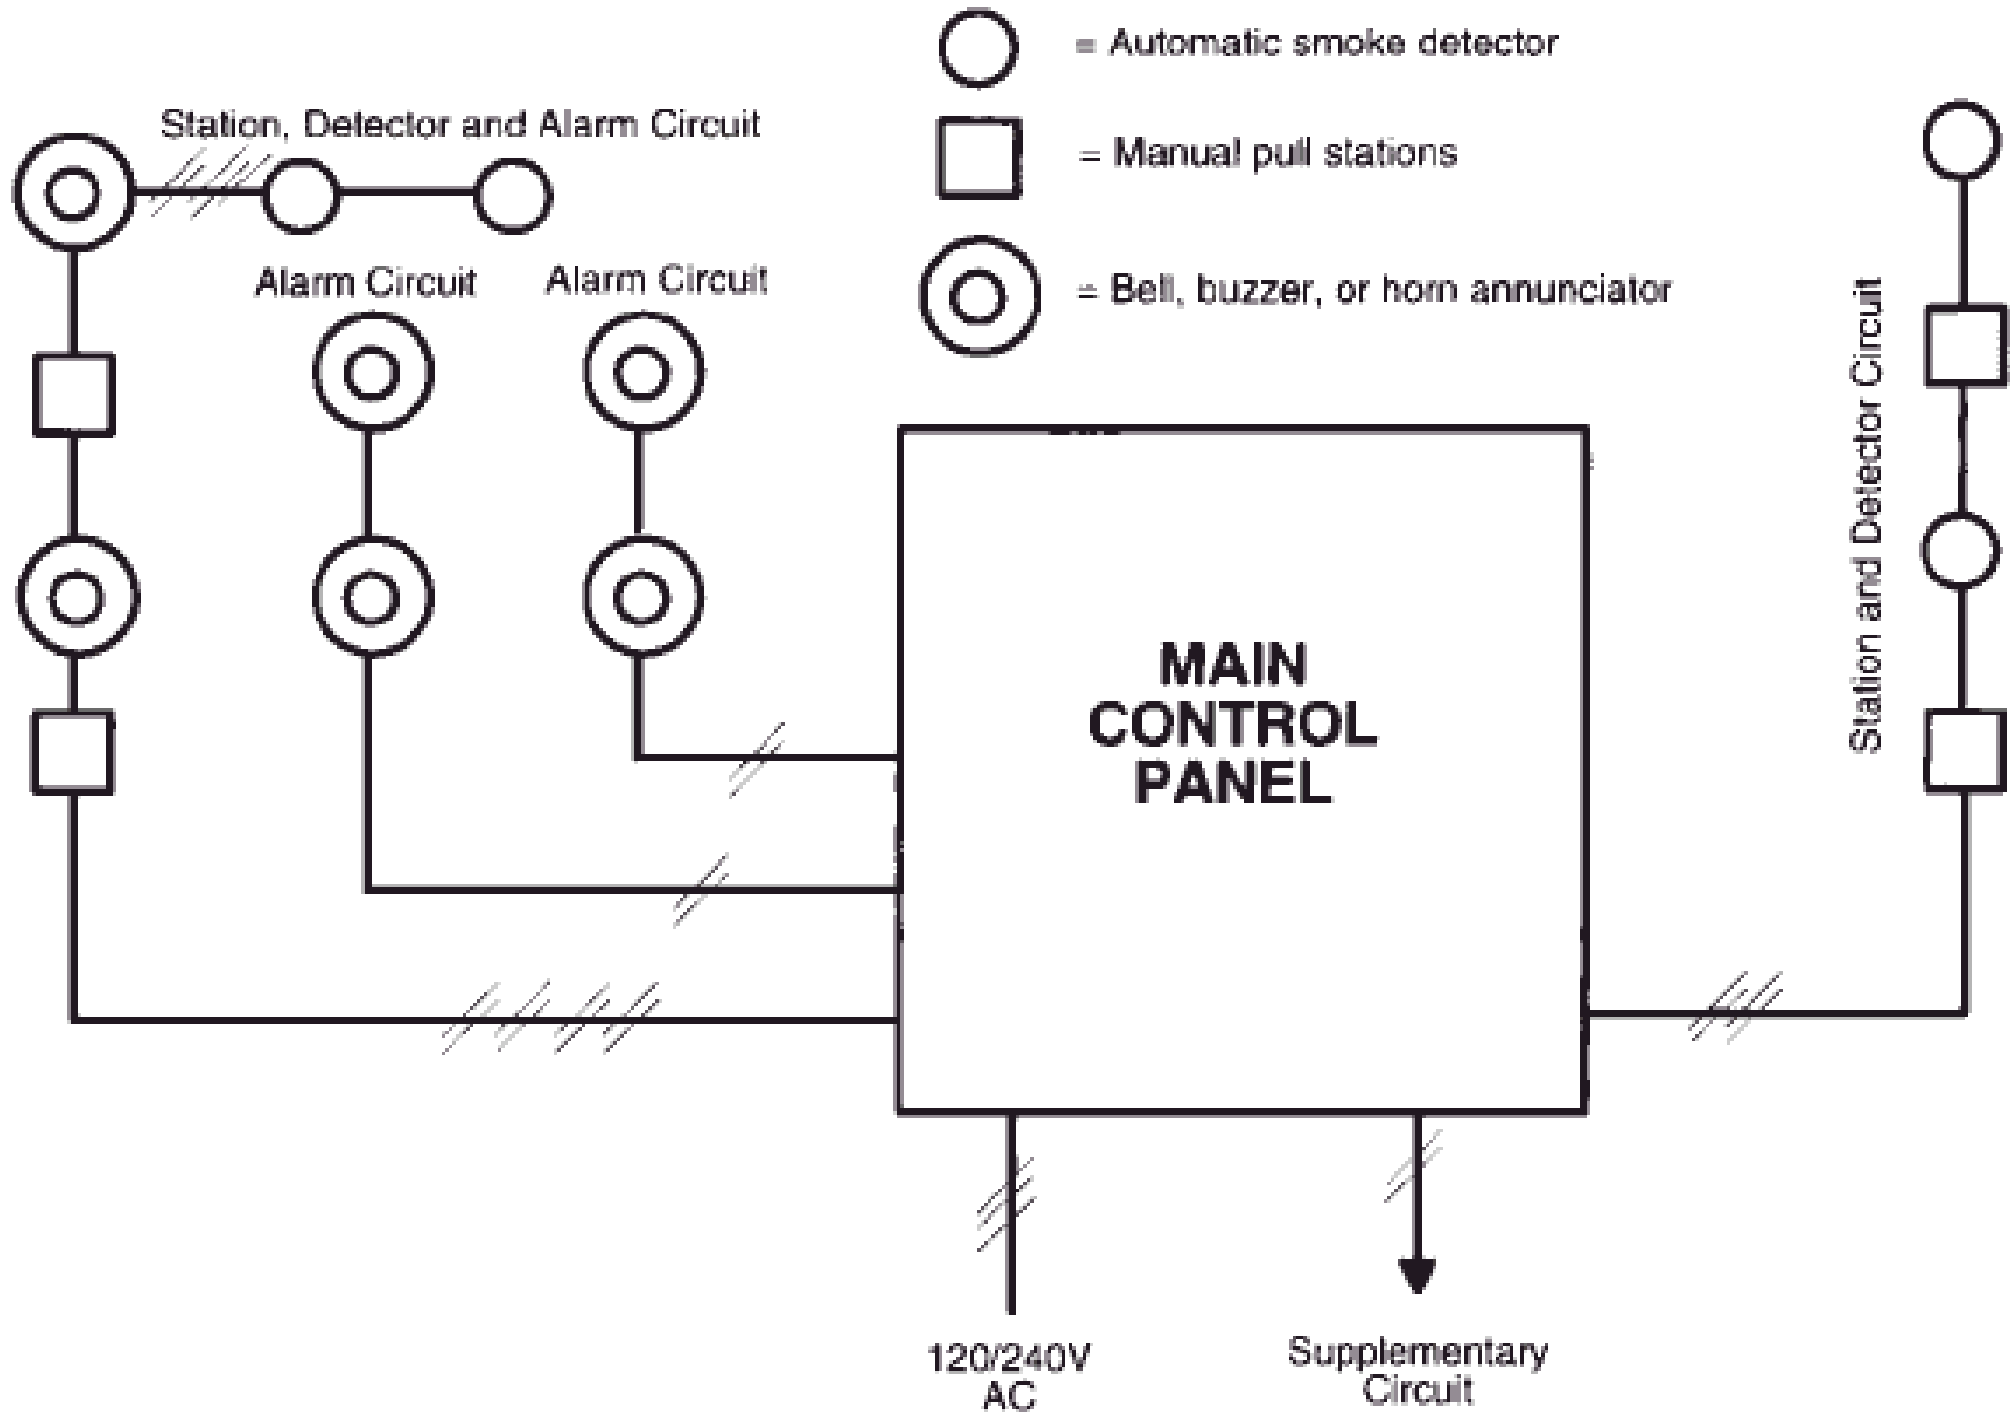 = Automatic smoke detector
Station, Detector and Alarm Circuit
= Manual pull stations
Alarm Circuit
Alarm Circuit
= Bell, buzzer, or horn annunciator
Station and Detector Circuit
MAIN
CONTROL
PANEL
120/240V
AC
Supplementary
Circuit